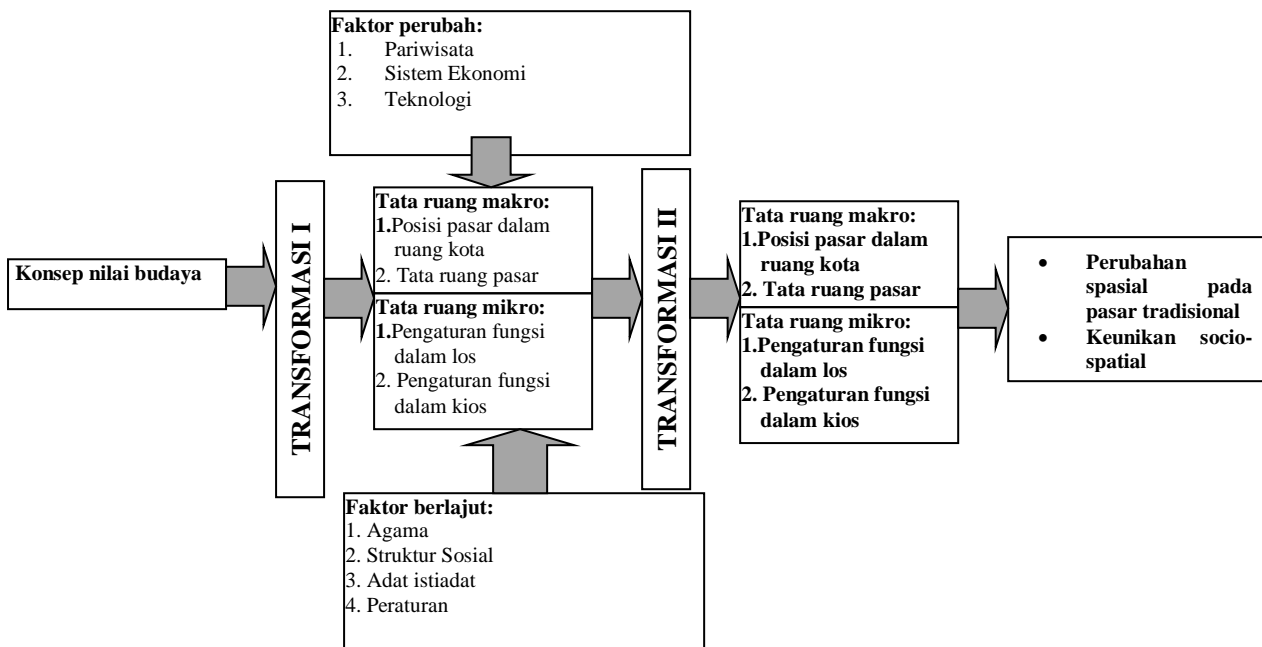 Faktor perubah:
1. Pariwisata
2. Sistem Ekonomi
3. Teknologi
Konsep nilai budaya
TRANSFORMASI I
Tata ruang makro:
1.Posisi pasar dalam
ruang kota
2. Tata ruang pasar
Tata ruang mikro:
1.Pengaturan fungsi
dalam los
2. Pengaturan fungsi
dalam kios
Faktor berlajut:
1. Agama
2. Struktur Sosial
3. Adat istiadat
4. Peraturan
TRANSFORMASI II
Tata ruang makro:
1.Posisi pasar dalam
ruang kota
2. Tata ruang pasar
Tata ruang mikro:
1.Pengaturan fungsi
dalam los
2. Pengaturan fungsi
dalam kios
• Perubahan
spasial pada
pasar tradisional
• Keunikan socio-
spatial